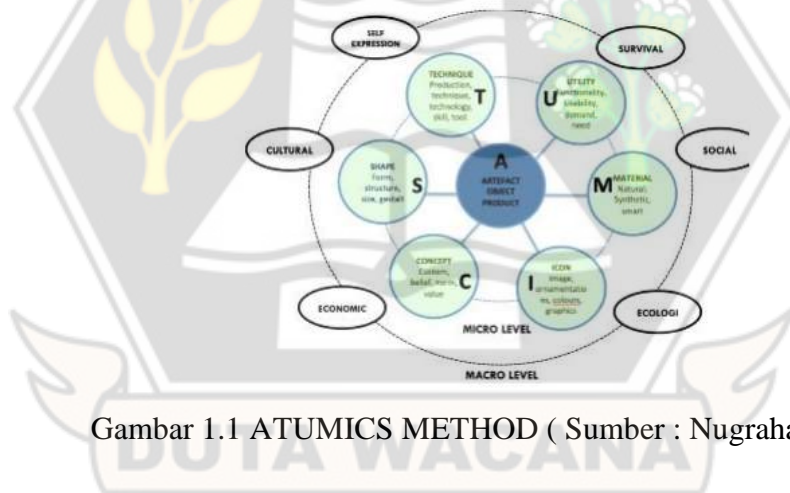 SELF
EXPRESSION
SURVIVAL
TECHNIQUE
Production,
technique,
technology,
skill, tool
T
U
UTILITY
Functionality,
Usability,
demand,
need
CULTURAL
SOCIAL
SHAPE
Form,
structure,
size, gestalt
S
A
ARTEFACT
OBJECT
PRODUCT
M
MATERIAL
Natural,
Synthetic,
smart
CONCEPT
Custom,
belief,
value
C
I
ICON
Image,
ornamentatio
ns, colours,
graphics
ECONOMIC
ECOLOGI
MICRO LEVEL
MACRO LEVEL
Gambar 1.1 ATUMICS METHOD ( Sumber : Nugraha
DUTA WACANA